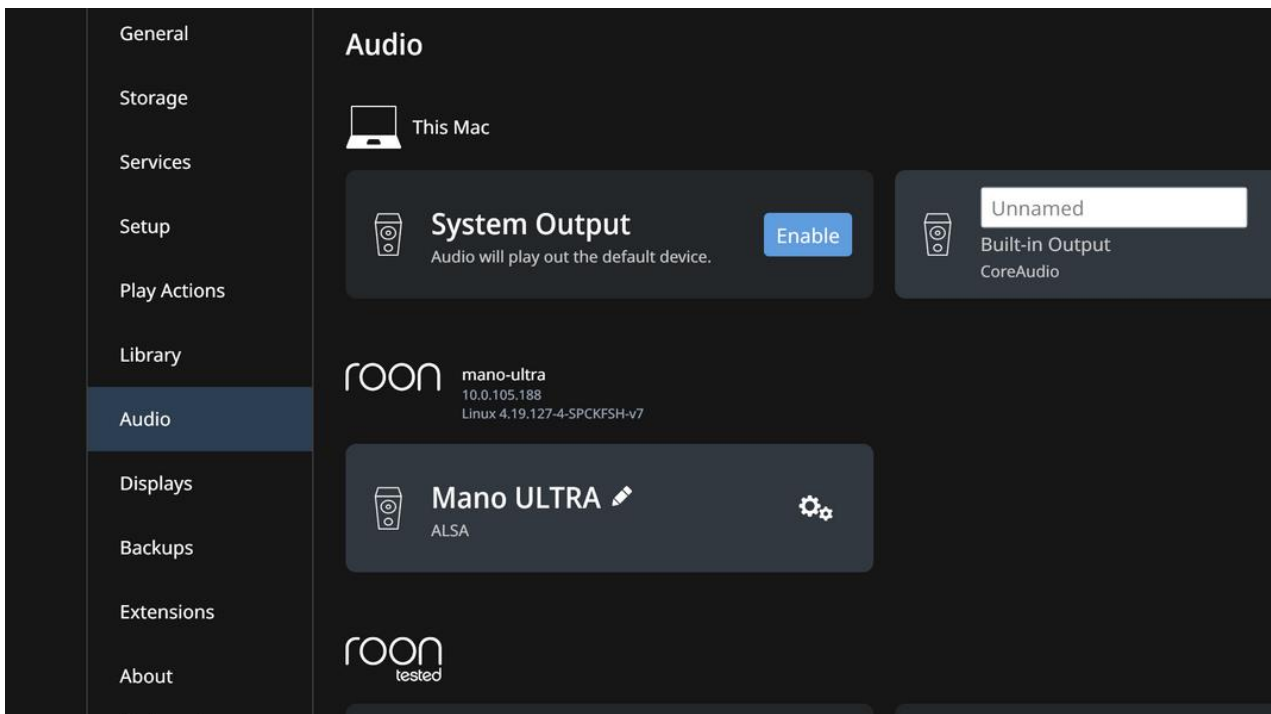 General
Storage
Services
Setup
Play Actions
Library
Audio
Displays
Backups
Extensions
About
Audio
This Mac
System Output
Audio will play out the default device.
Enable
Unnamed
Built-in Output
CoreAudio
roon
mano-ultra
10.0.105.188
Linux 4.19.127-4-SPCKFSH-v7
Mano ULTRA
ALSA
roon
tested